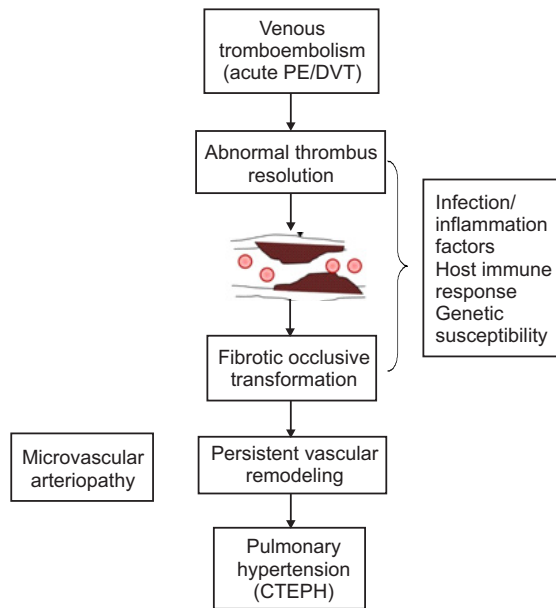 Venous
tromboembolism
(acute PE/DVT)
Abnormal thrombus
resolution
Infection/
inflammation
factors
Host immune
response
Genetic
susceptibility
Fibrotic occlusive
transformation
Microvascular
arteriopathy
Persistent vascular
remodeling
Pulmonary
hypertension
(CTEPH)